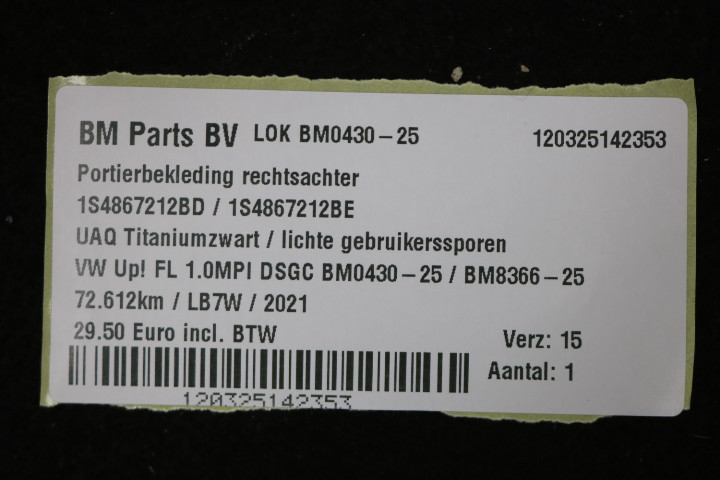 BM Parts BV LOK BM0430-25 120325142353
Portierbekleding rechtsachter
1S4867212BD / 1S4867212BE
UAQ Titaniumzwart / lichte gebruikerssporen
VW Up! FL 1.0MPI DSGC BM0430-25 / BM8366-25
72.612km / LB7W / 2021
29.50 Euro incl. BTW Verz: 15
Aantal: 1
120325142353